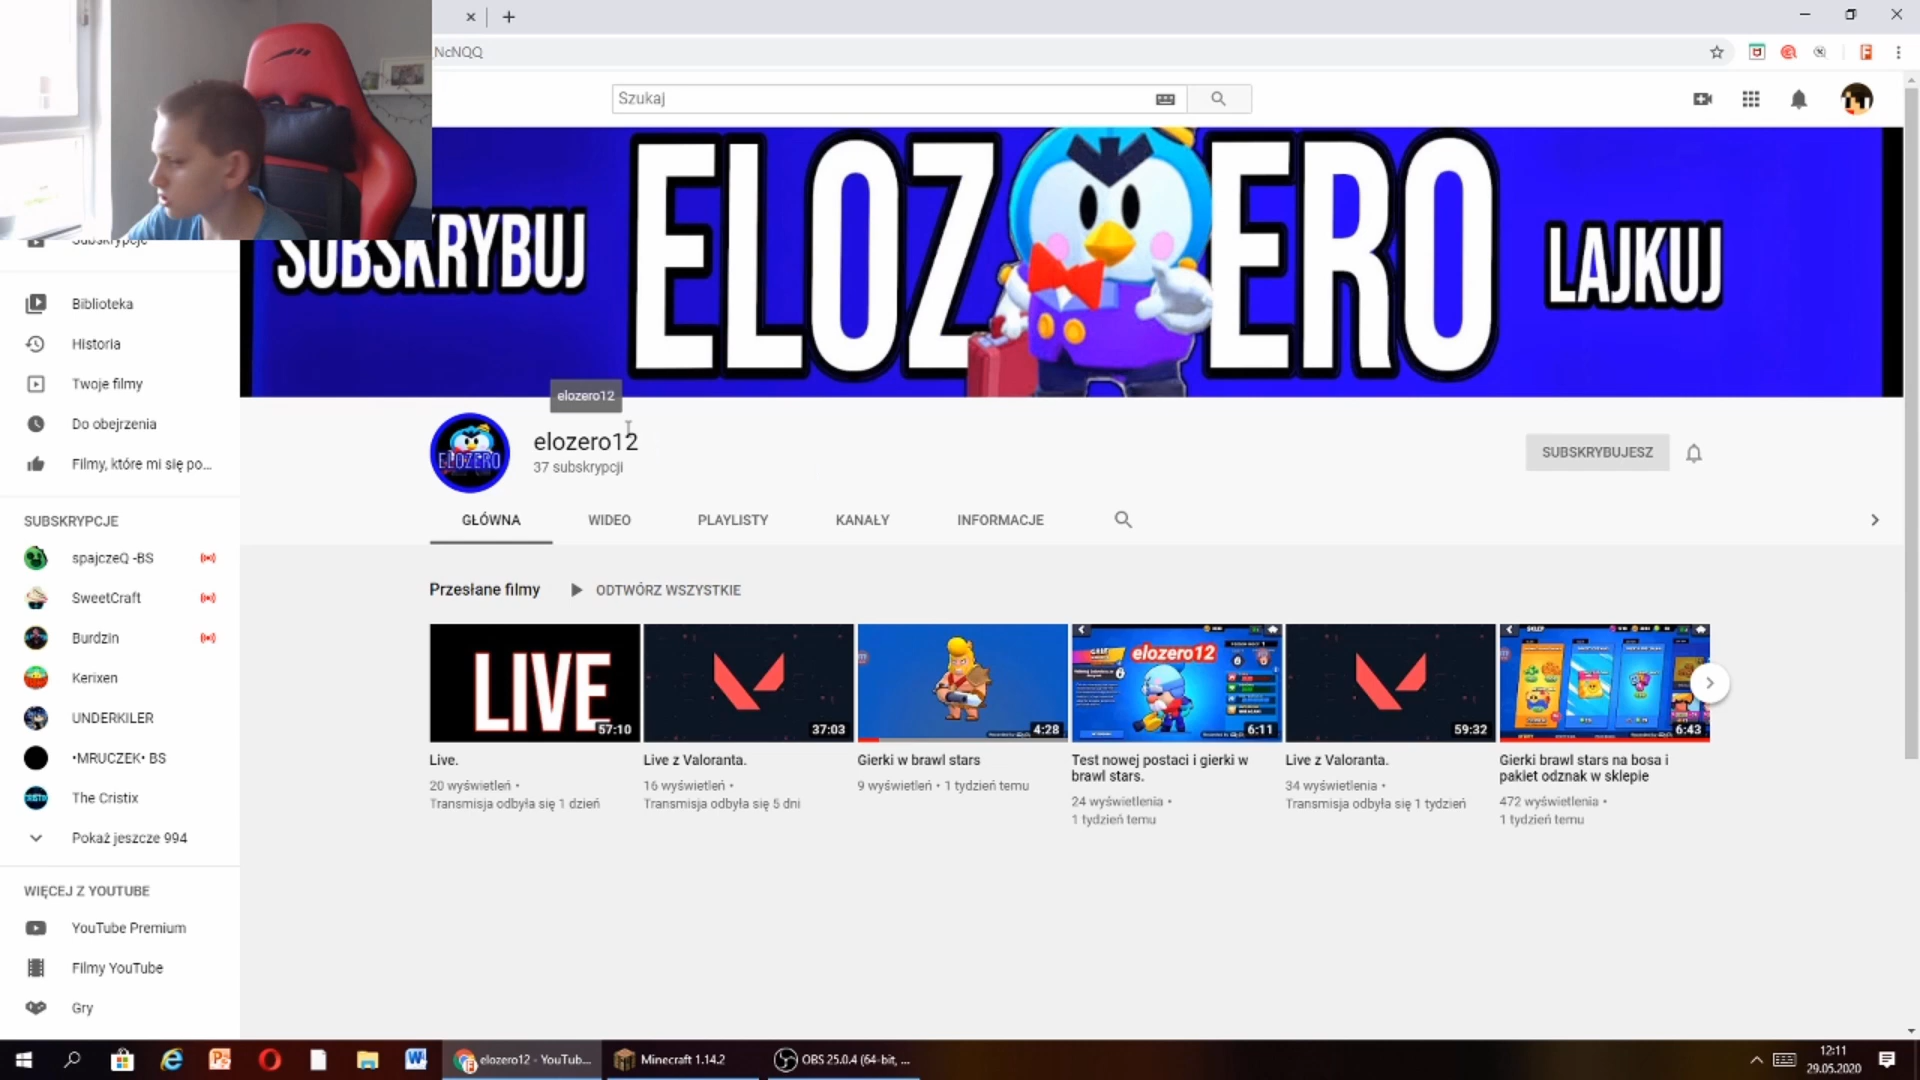 NcNQQ
Szukaj
SUBSKRYBUJ
ELOZ ERO
LAJKUJ
Subskrypcje
Biblioteka
Historia
Twoje filmy
Do obejrzenia
Filmy, które mi się po...
SUBSKRYPCJE
spajczeQ -BS
SweetCraft
Burdzin
Kerixen
UNDERKILER
•MRUCZEK• BS
The Cristix
Pokaż jeszcze 994
WIĘCEJ Z YOUTUBE
YouTube Premium
Filmy YouTube
Gry
elozero12
ELOZERO
elozero12
37 subskrypcji
SUBSKRYBUJESZ
GŁÓWNA WIDEO PLAYLISTY KANAŁY INFORMACJE
Przesłane filmy ODTWÓRZ WSZYSTKIE
LIVE
57:10
Live.
20 wyświetleń •
Transmisja odbyła się 1 dzień
37:03
Live z Valoranta.
16 wyświetleń •
Transmisja odbyła się 5 dni
4:28
Gierki w brawl stars
9 wyświetleń • 1 tydzień temu
elozero12
6:11
Test nowej postaci i gierki w
brawl stars.
24 wyświetlenia •
1 tydzień temu
59:32
Live z Valoranta.
34 wyświetlenia •
Transmisja odbyła się 1 tydzień
SKLEP
6:43
Gierki brawl stars na bosa i
pakiet odznak w sklepie
472 wyświetlenia •
1 tydzień temu
elozero12 - YouTub...
Minecraft 1.14.2
OBS 25.0.4 (64-bit, ...
12:11
29.05.2020